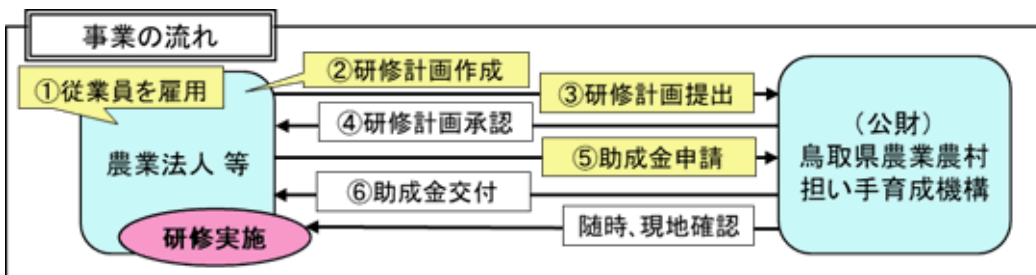 事業の流れ
①従業員を雇用
②研修計画作成
③研修計画提出
④研修計画承認
農業法人 等
⑤助成金申請
⑥助成金交付
研修実施
随時、現地確認
（公財）
鳥取県農業農村
担い手育成機構